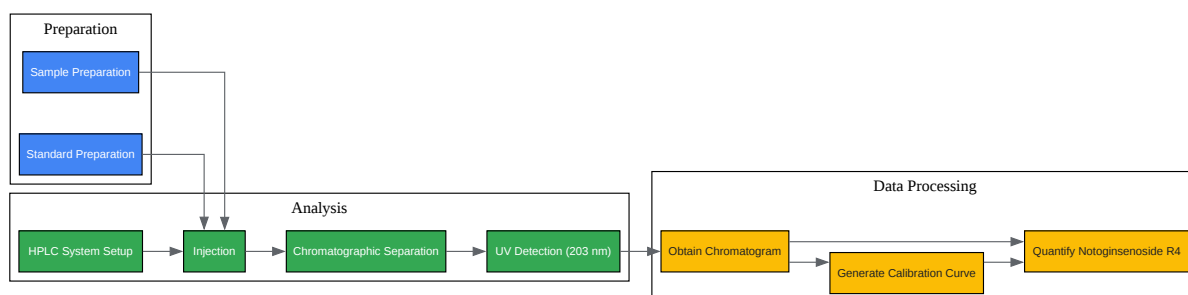 Preparation
Sample Preparation
Standard Preparation
Analysis
HPLC System Setup
Injection
Chromatographic Separation
UV Detection (203 nm)
Data Processing
Obtain Chromatogram
Generate Calibration Curve
Quantify Notoginsenoside R4